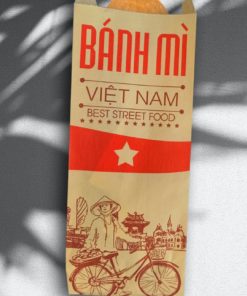 BÁNH MÌ
VIỆT NAM
BEST STREET FOOD